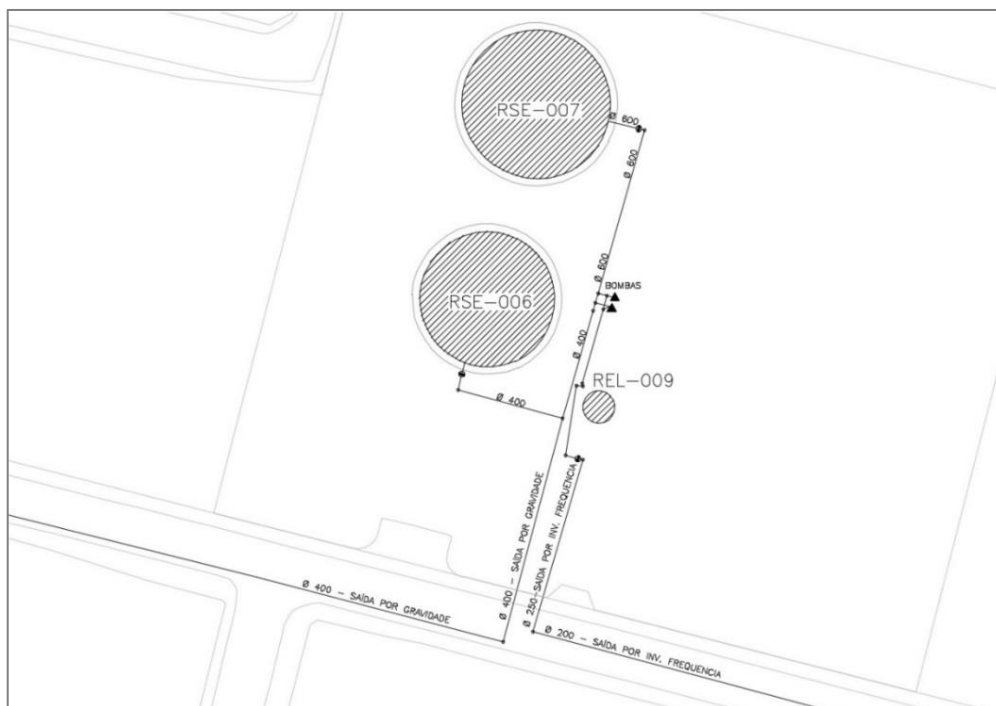 RSE-007
Ø 600
Ø 600
Ø 600
BOMBAS
RSE-006
Ø 400
REL-009
Ø 400
Ø 400 - SAÍDA POR GRAVIDADE
Ø 250-SAÍDA POR INV. FREQUENCIA
Ø 400 - SAÍDA POR GRAVIDADE
Ø 200 - SAÍDA POR INV. FREQUENCIA